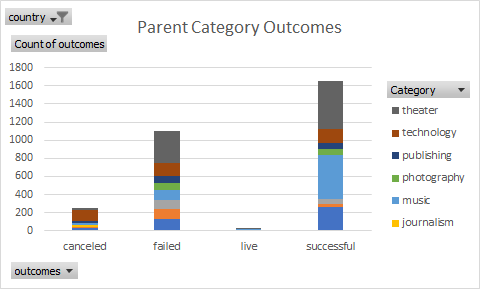 country
Parent Category Outcomes
Count of outcomes
1800
1600
1400
1200
1000
800
600
400
200
0
canceled failed live successful
Category
theater
technology
publishing
photography
music
journalism
outcomes